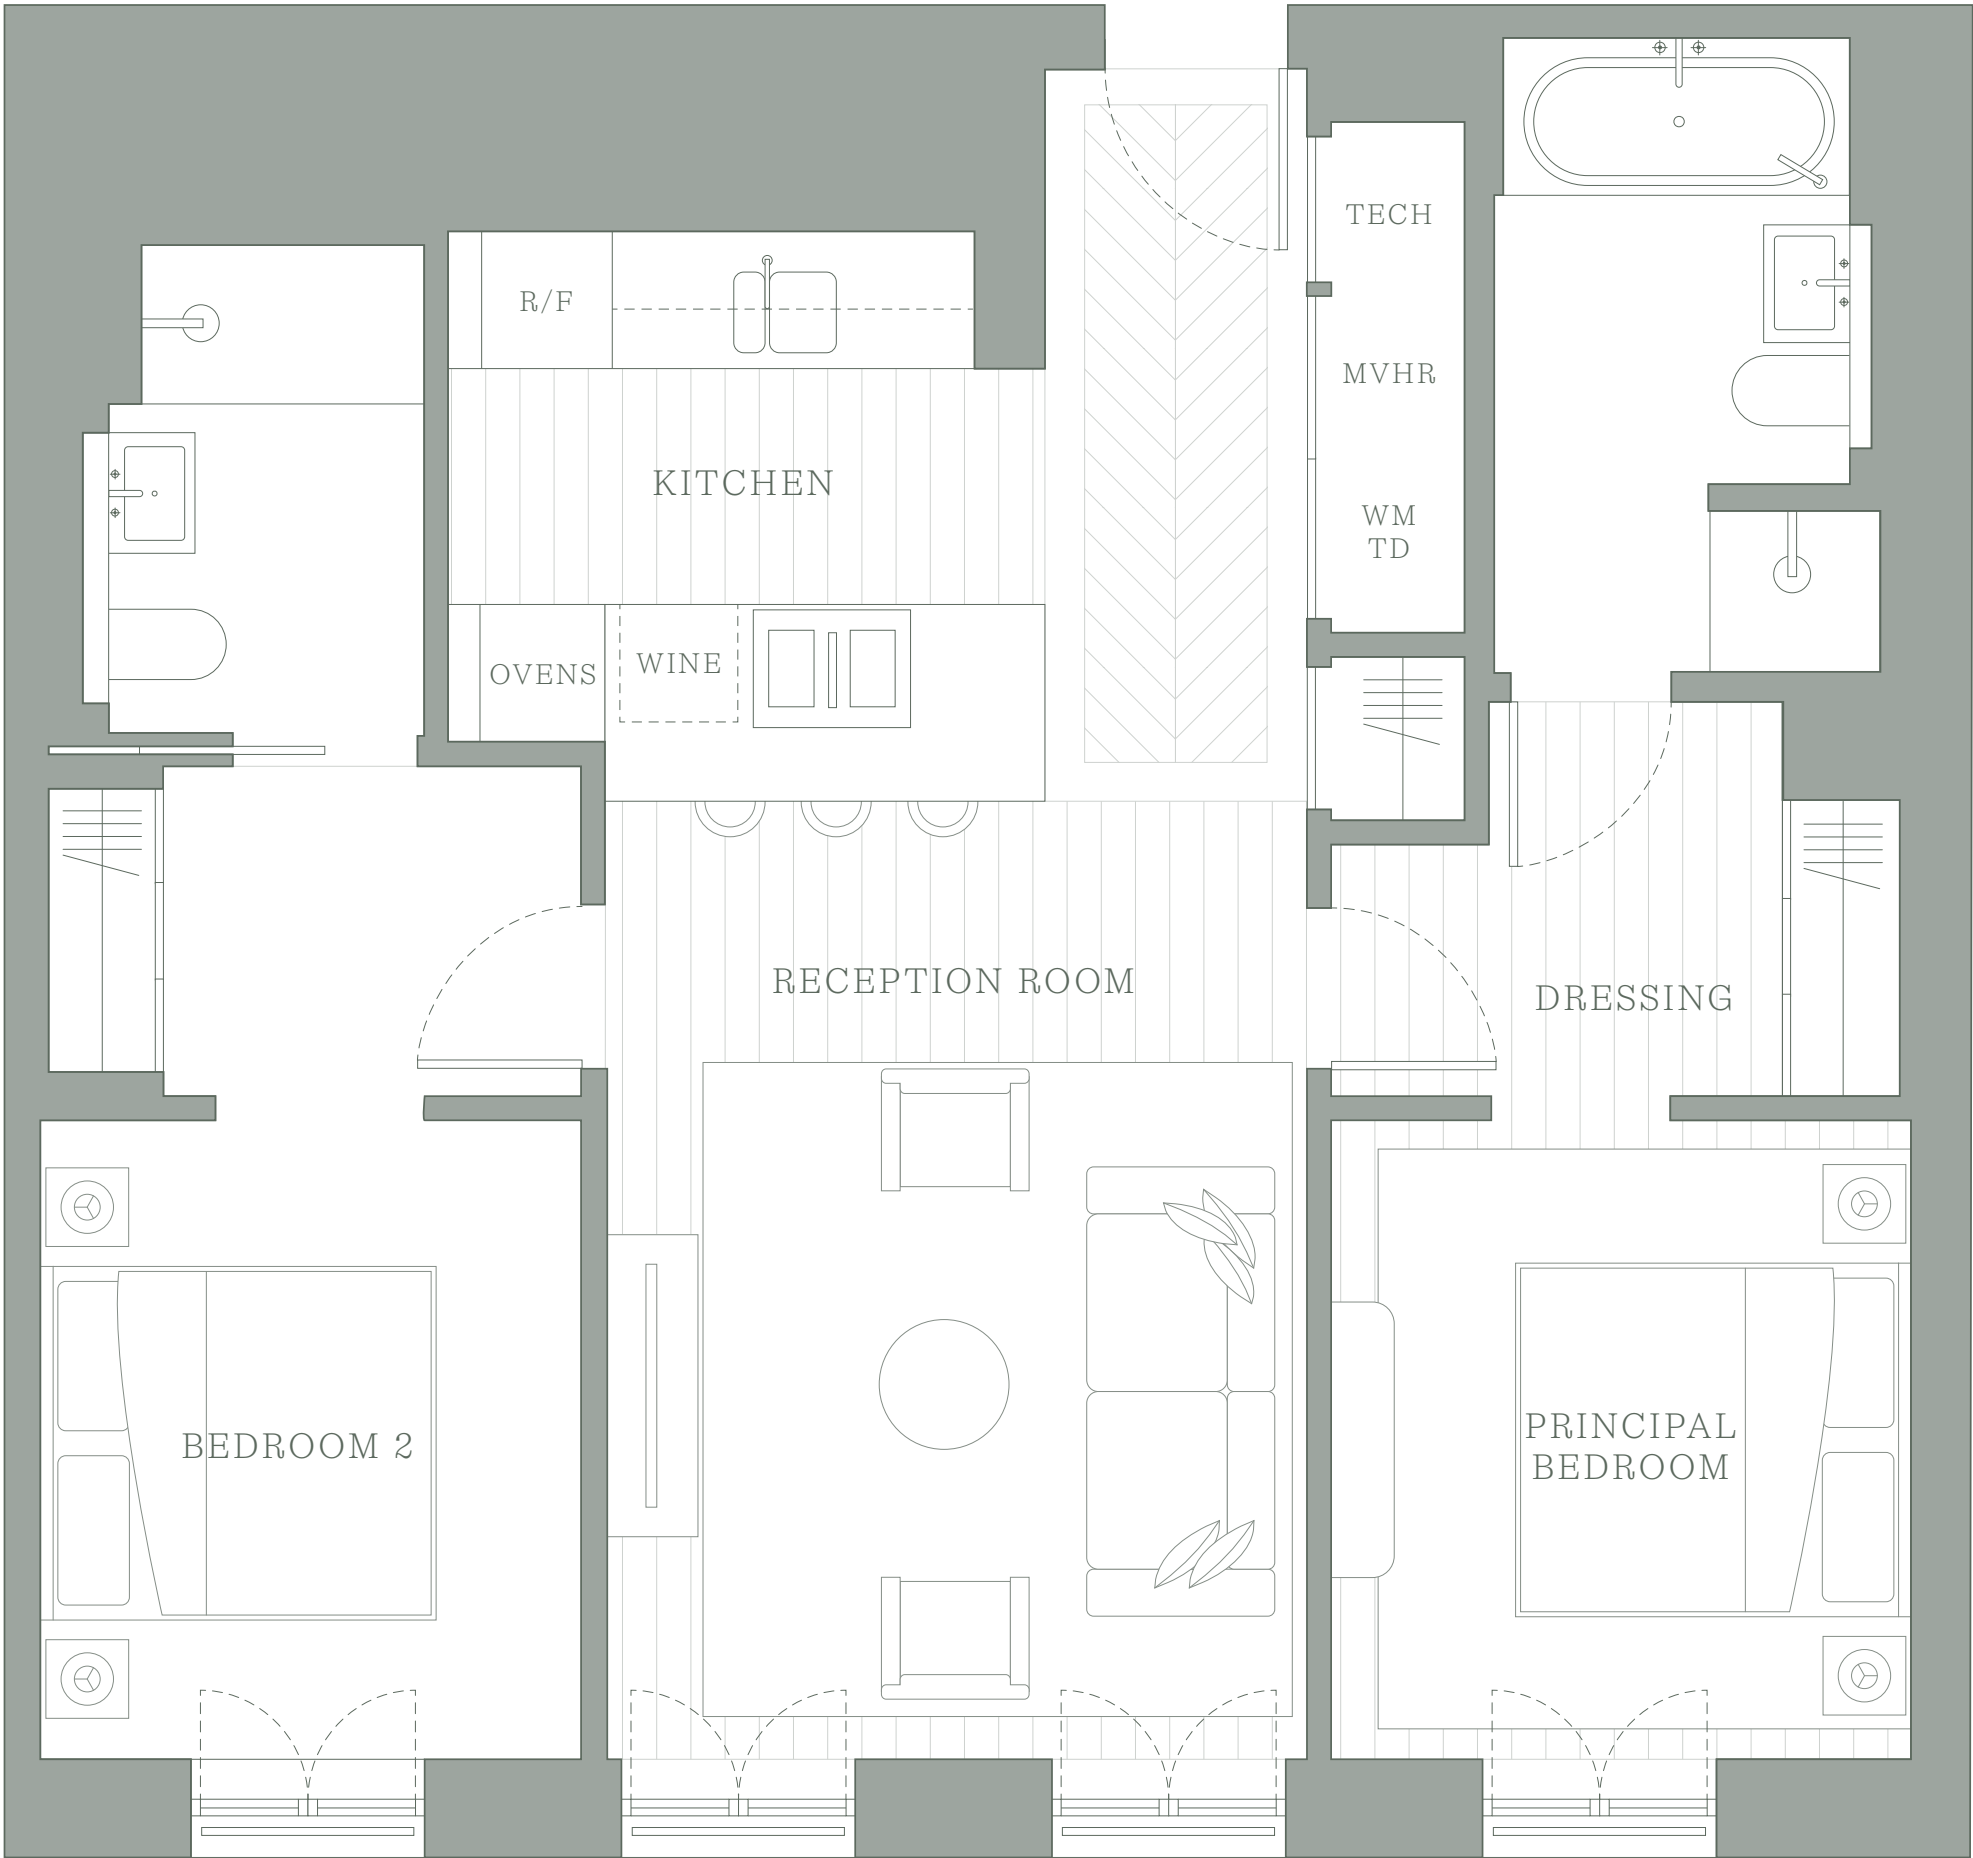 TECH
R/F
MVHR
KITCHEN
WM
TD
OVENS
WINE
RECEPTION ROOM
DRESSING
BEDROOM 2
PRINCIPAL
BEDROOM